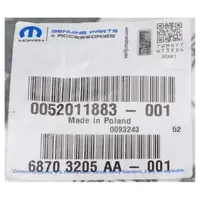 GENUINE PARTS
& ACCESSORIES
MOPAR
0052011883 - 001
Made in Poland
0093243 52
6870 3205 AA - 001